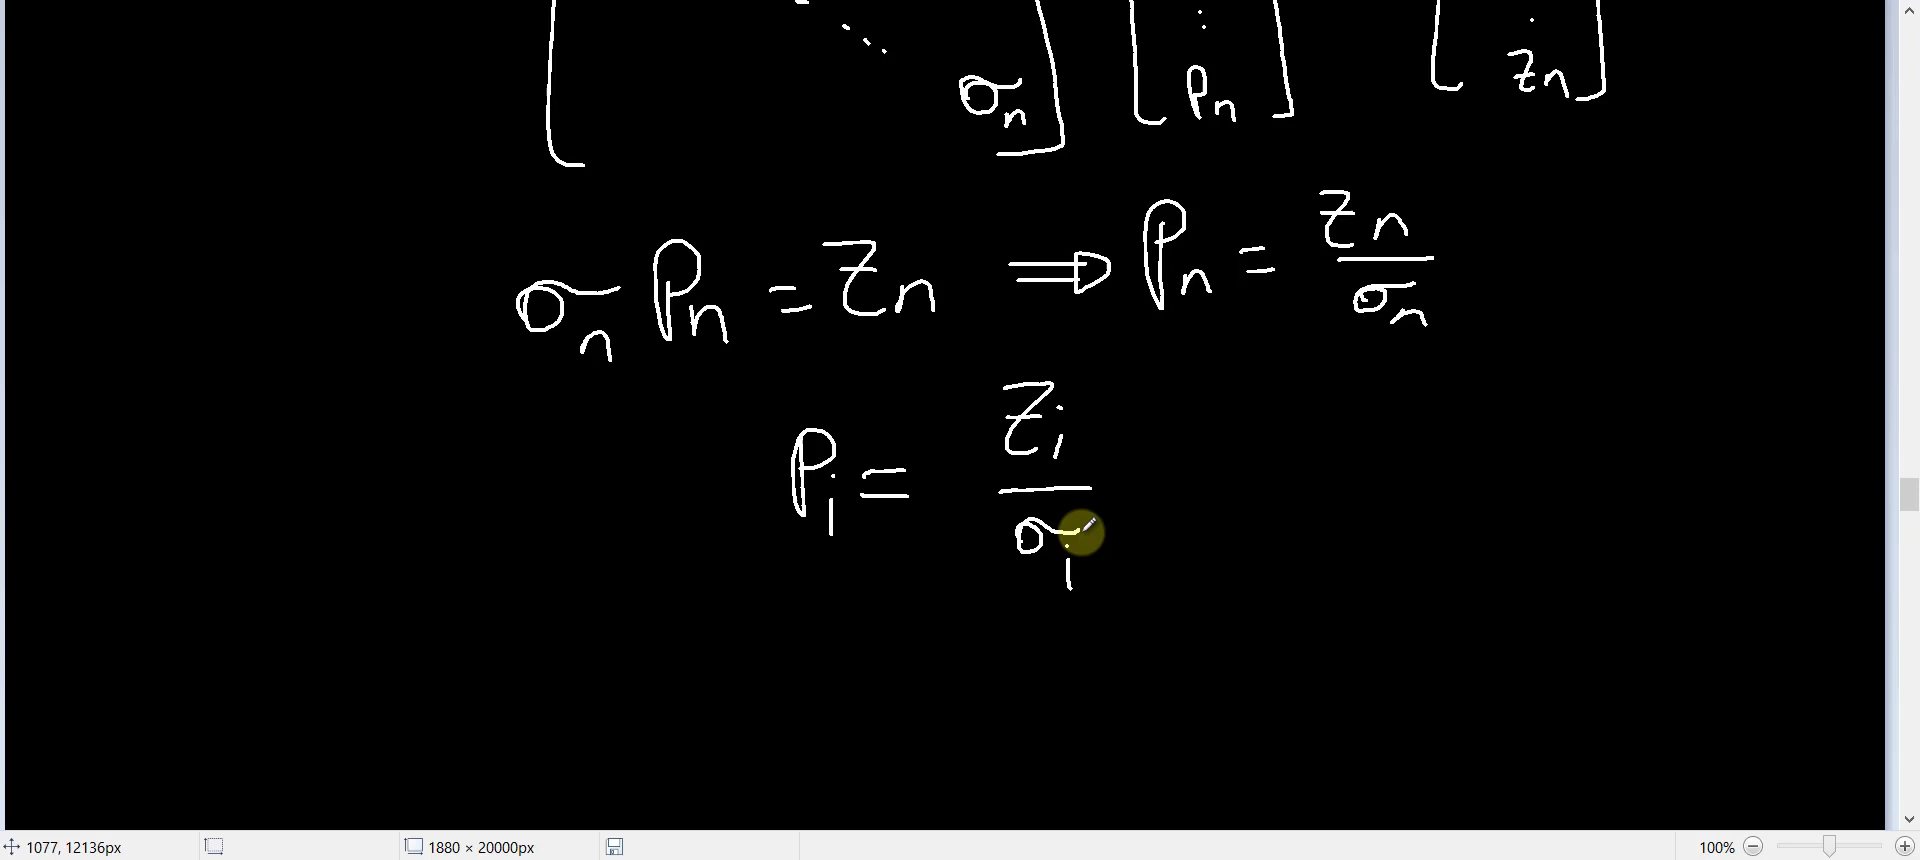 σn Pn Zn
σn Pn = Zn ⇒ Pn = Zn / σn
Pi = Zi / σi
1077, 12136px 1880 × 20000px 100%